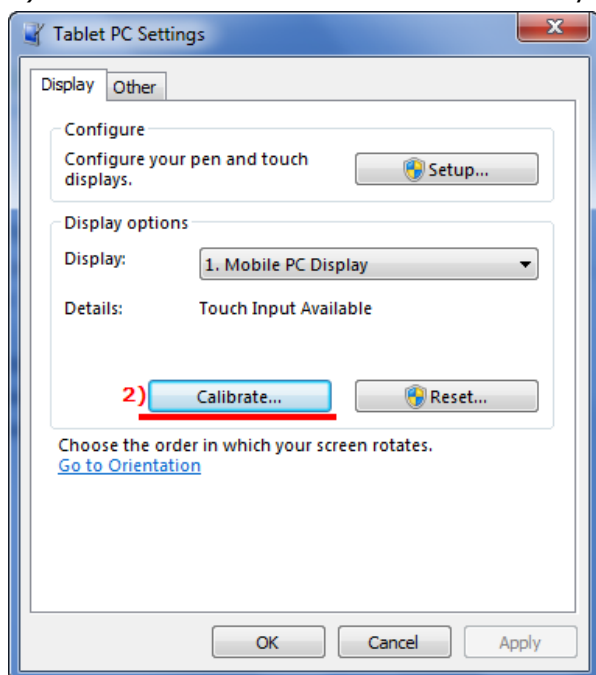 Tablet PC Settings
Display Other
Configure
Configure your pen and touch
displays.
Setup...
Display options
Display: 1. Mobile PC Display
Details: Touch Input Available
2) Calibrate... Reset...
Choose the order in which your screen rotates.
Go to Orientation
OK Cancel Apply